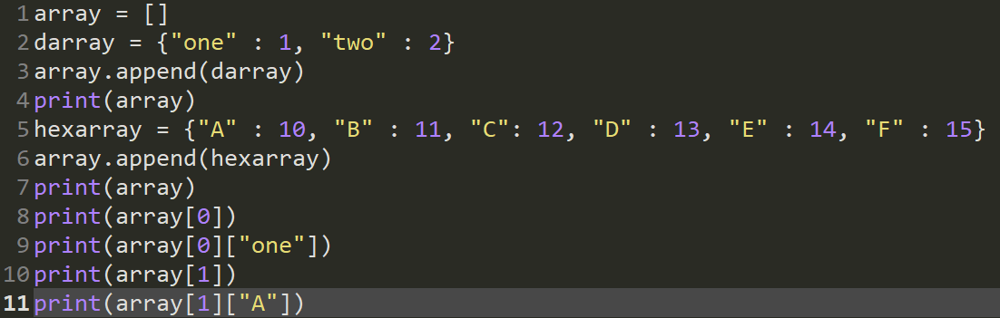 1 array = []
2 darray = {"one" : 1, "two" : 2}
3 array.append(darray)
4 print(array)
5 hexarray = {"A" : 10, "B" : 11, "C": 12, "D" : 13, "E" : 14, "F" : 15}
6 array.append(hexarray)
7 print(array)
8 print(array[0])
9 print(array[0]["one"])
10 print(array[1])
11 print(array[1]["A"])